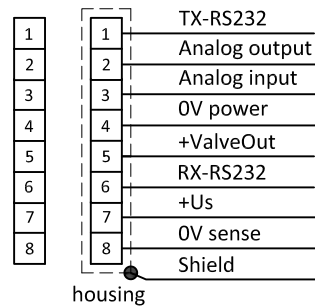 1 1 TX-RS232
2 2 Analog output
3 3 Analog input
4 4 0V power
5 5 +ValveOut
6 6 RX-RS232
7 7 +Us
8 8 0V sense
Shield
housing